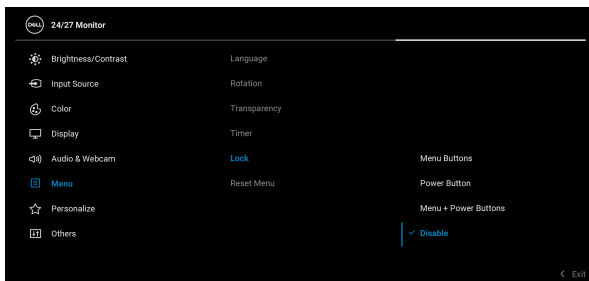 DELL 24/27 Monitor
Brightness/Contrast Language
Input Source Rotation
Color Transparency
Display Timer
Audio & Webcam Lock Menu Buttons
Menu Reset Menu Power Button
Personalize Menu + Power Buttons
Others Disable
Exit